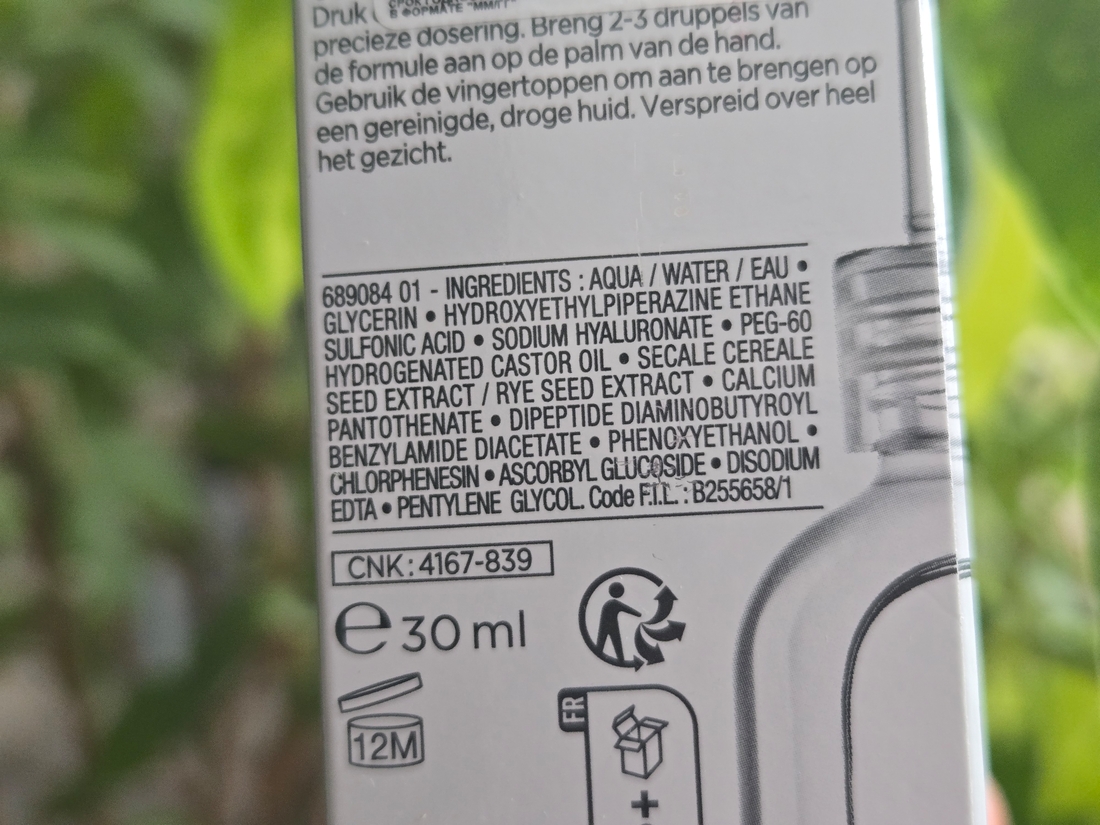 Druk
В ФОРМАТЕ "ММ/ГГ"
precieze dosering. Breng 2-3 druppels van
de formule aan op de palm van de hand.
Gebruik de vingertoppen om aan te brengen op
een gereinigde, droge huid. Verspreid over heel
het gezicht.
689084 01 - INGREDIENTS : AQUA / WATER / EAU •
GLYCERIN • HYDROXYETHYLPIPERAZINE ETHANE
SULFONIC ACID • SODIUM HYALURONATE • PEG-60
HYDROGENATED CASTOR OIL • SECALE CEREALE
SEED EXTRACT / RYE SEED EXTRACT • CALCIUM
PANTOTHENATE • DIPEPTIDE DIAMINOBUTYROYL
BENZYLAMIDE DIACETATE • PHENOXYETHANOL •
CHLORPHENESIN • ASCORBYL GLUCOSIDE • DISODIUM
EDTA • PENTYLENE GLYCOL. Code F.I.L. : B255658/1
CNK : 4167-839
e 30 ml
12M
FR
+